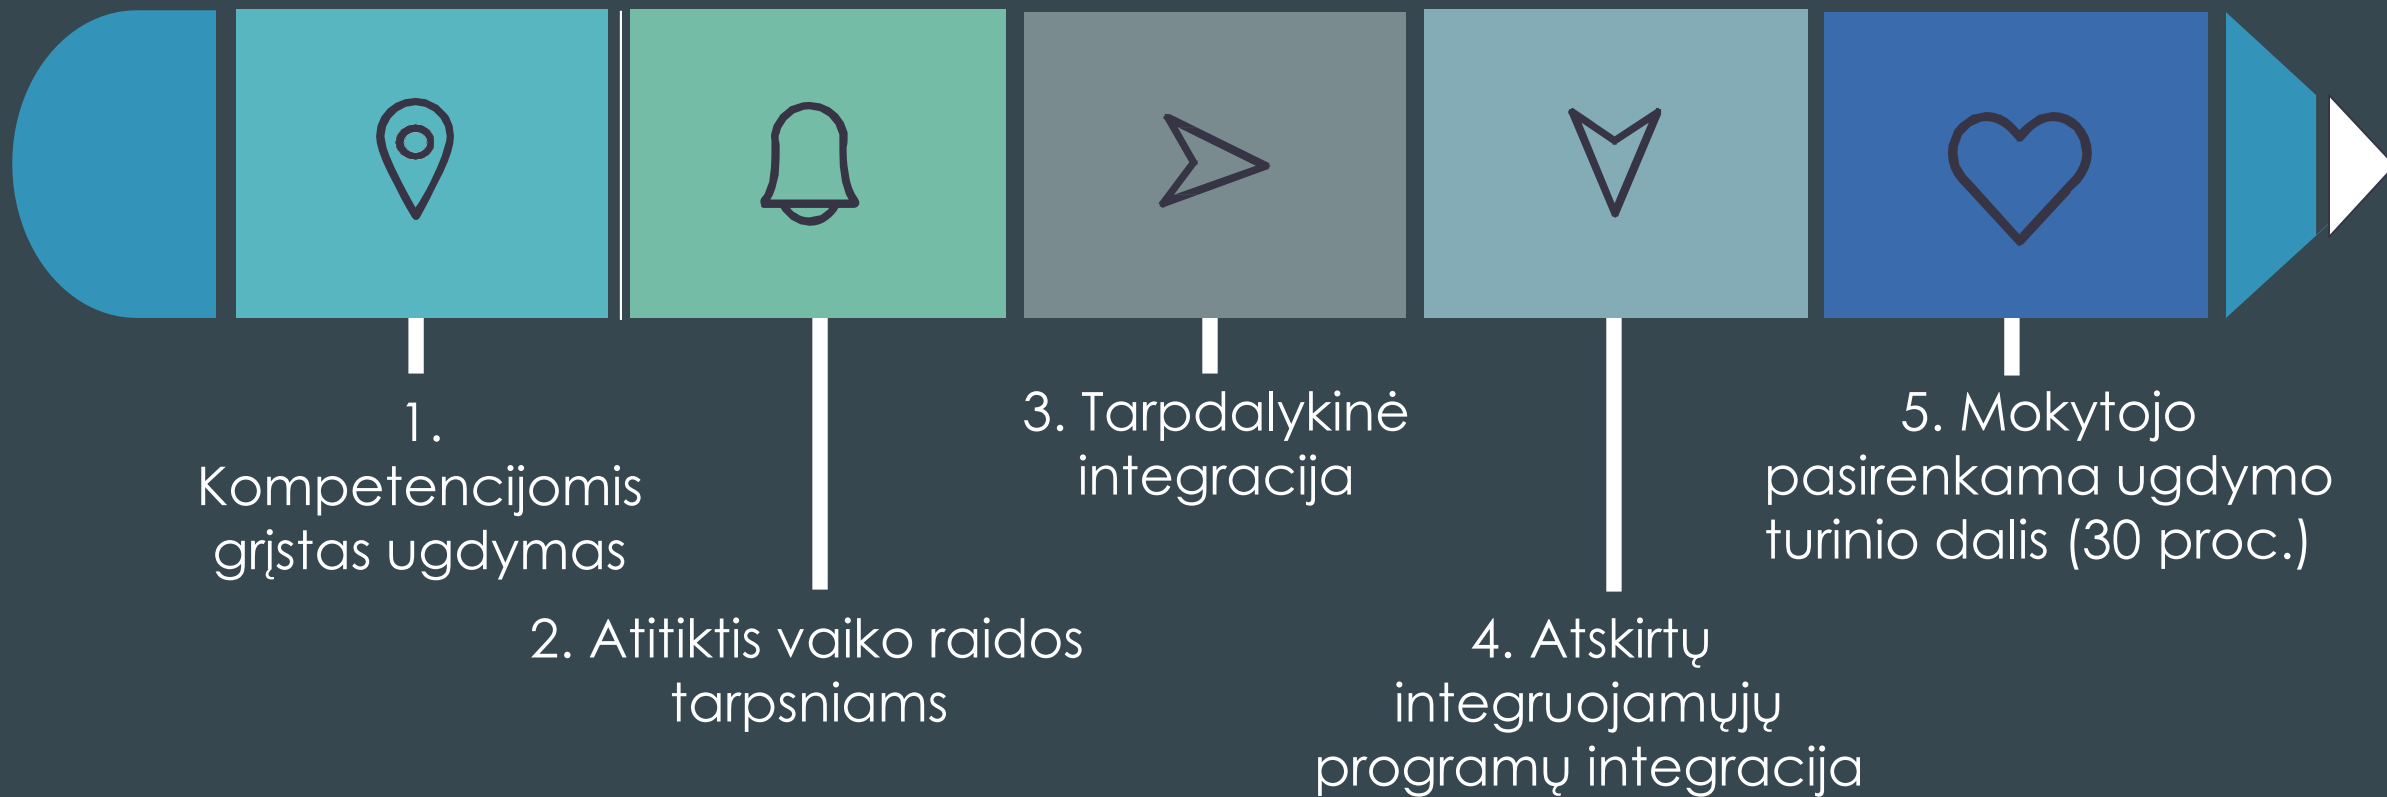 1.
Kompetencijomis
grįstas ugdymas
2. Atitiktis vaiko raidos
tarpsniams
3. Tarpdalykinė
integracija
4. Atskirtų
integruojamųjų
programų integracija
5. Mokytojo
pasirenkama ugdymo
turinio dalis (30 proc.)